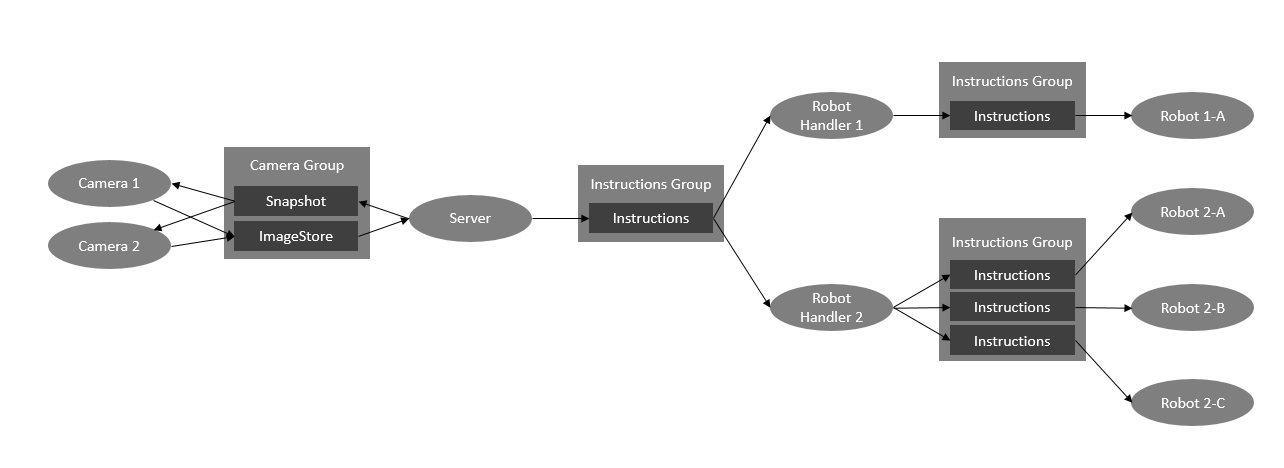 Camera 1
Camera 2
Camera Group
Snapshot
ImageStore
Server
Instructions Group
Instructions
Robot
Handler 1
Robot
Handler 2
Instructions Group
Instructions
Instructions Group
Instructions
Instructions
Instructions
Robot 1-A
Robot 2-A
Robot 2-B
Robot 2-C